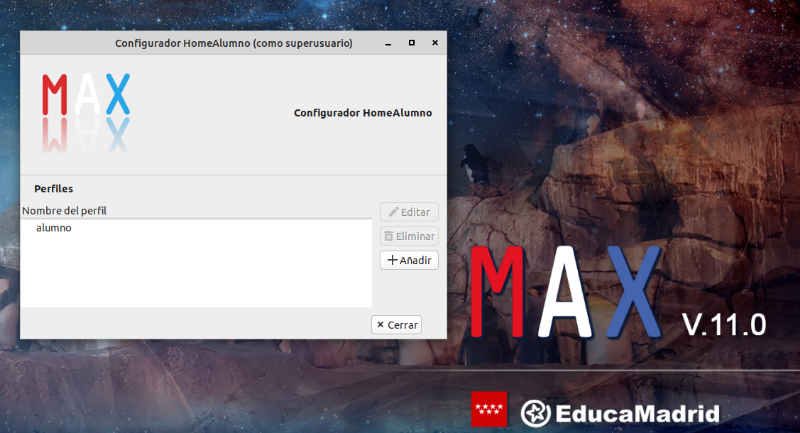 Configurador HomeAlumno (como superusuario)
MAX
Configurador HomeAlumno
Perfiles
Nombre del perfil
alumno
Editar
Eliminar
Añadir
Cerrar
MAX V.11.0
EducaMadrid